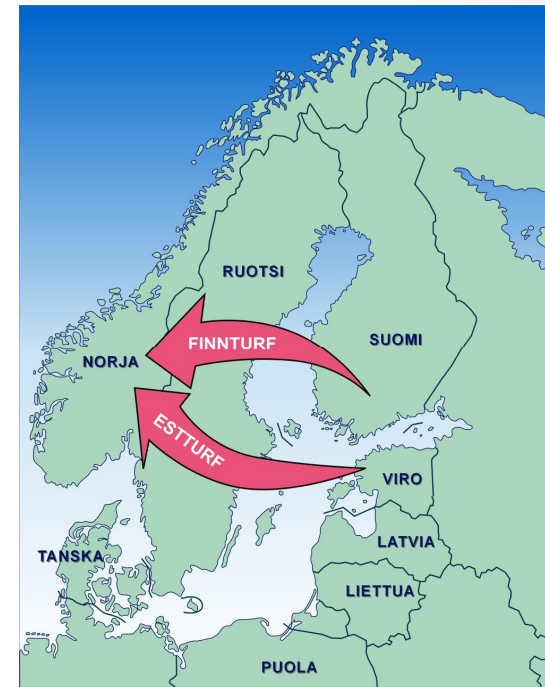 RUOTSI
FINNTURF
SUOMI
NORJA
ESTTURF
VIRO
LATVIA
TANSKA
LIETTUA
PUOLA